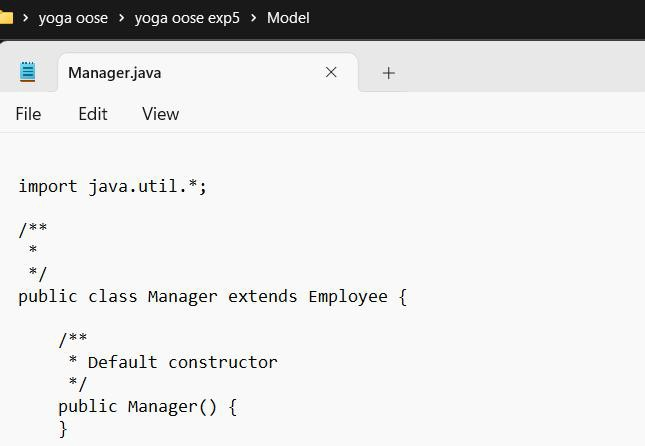 yoga oose > yoga oose exp5 > Model
Manager.java
File Edit View
import java.util.*;
/**
 *
 */
public class Manager extends Employee {
    /**
     * Default constructor
     */
    public Manager() {
    }